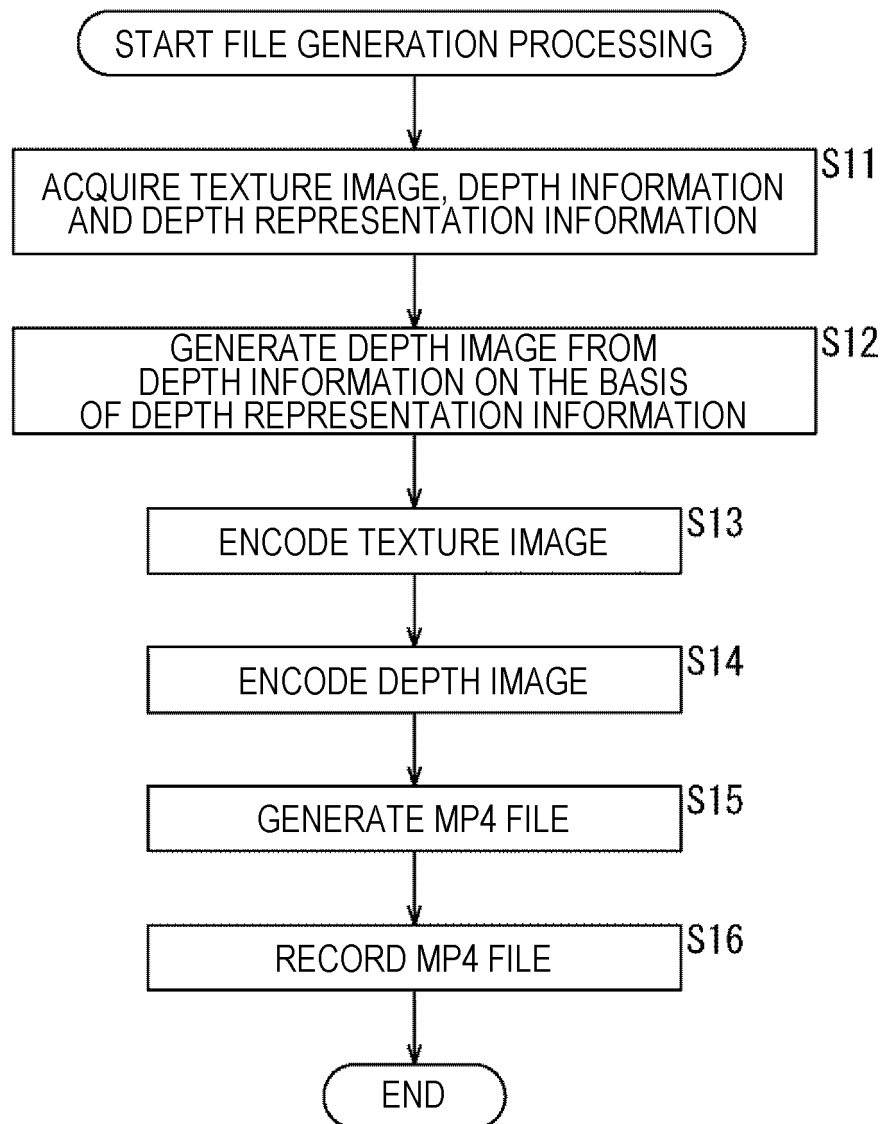 START FILE GENERATION PROCESSING
S11
ACQUIRE TEXTURE IMAGE, DEPTH INFORMATION
AND DEPTH REPRESENTATION INFORMATION
S12
GENERATE DEPTH IMAGE FROM
DEPTH INFORMATION ON THE BASIS
OF DEPTH REPRESENTATION INFORMATION
S13
ENCODE TEXTURE IMAGE
S14
ENCODE DEPTH IMAGE
S15
GENERATE MP4 FILE
S16
RECORD MP4 FILE
END